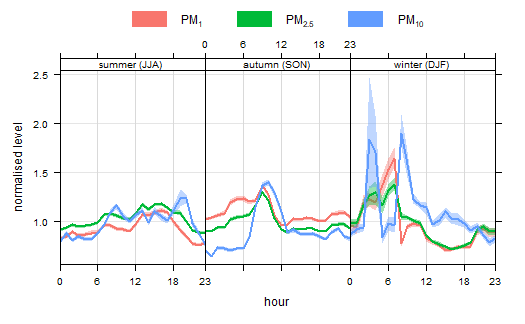 PM1 PM2.5 PM10
0 6 12 18 23
summer (JJA) autumn (SON) winter (DJF)
2.5
2.0
1.5
1.0
normalised level
0 6 12 18 23 0 6 12 18 23
hour